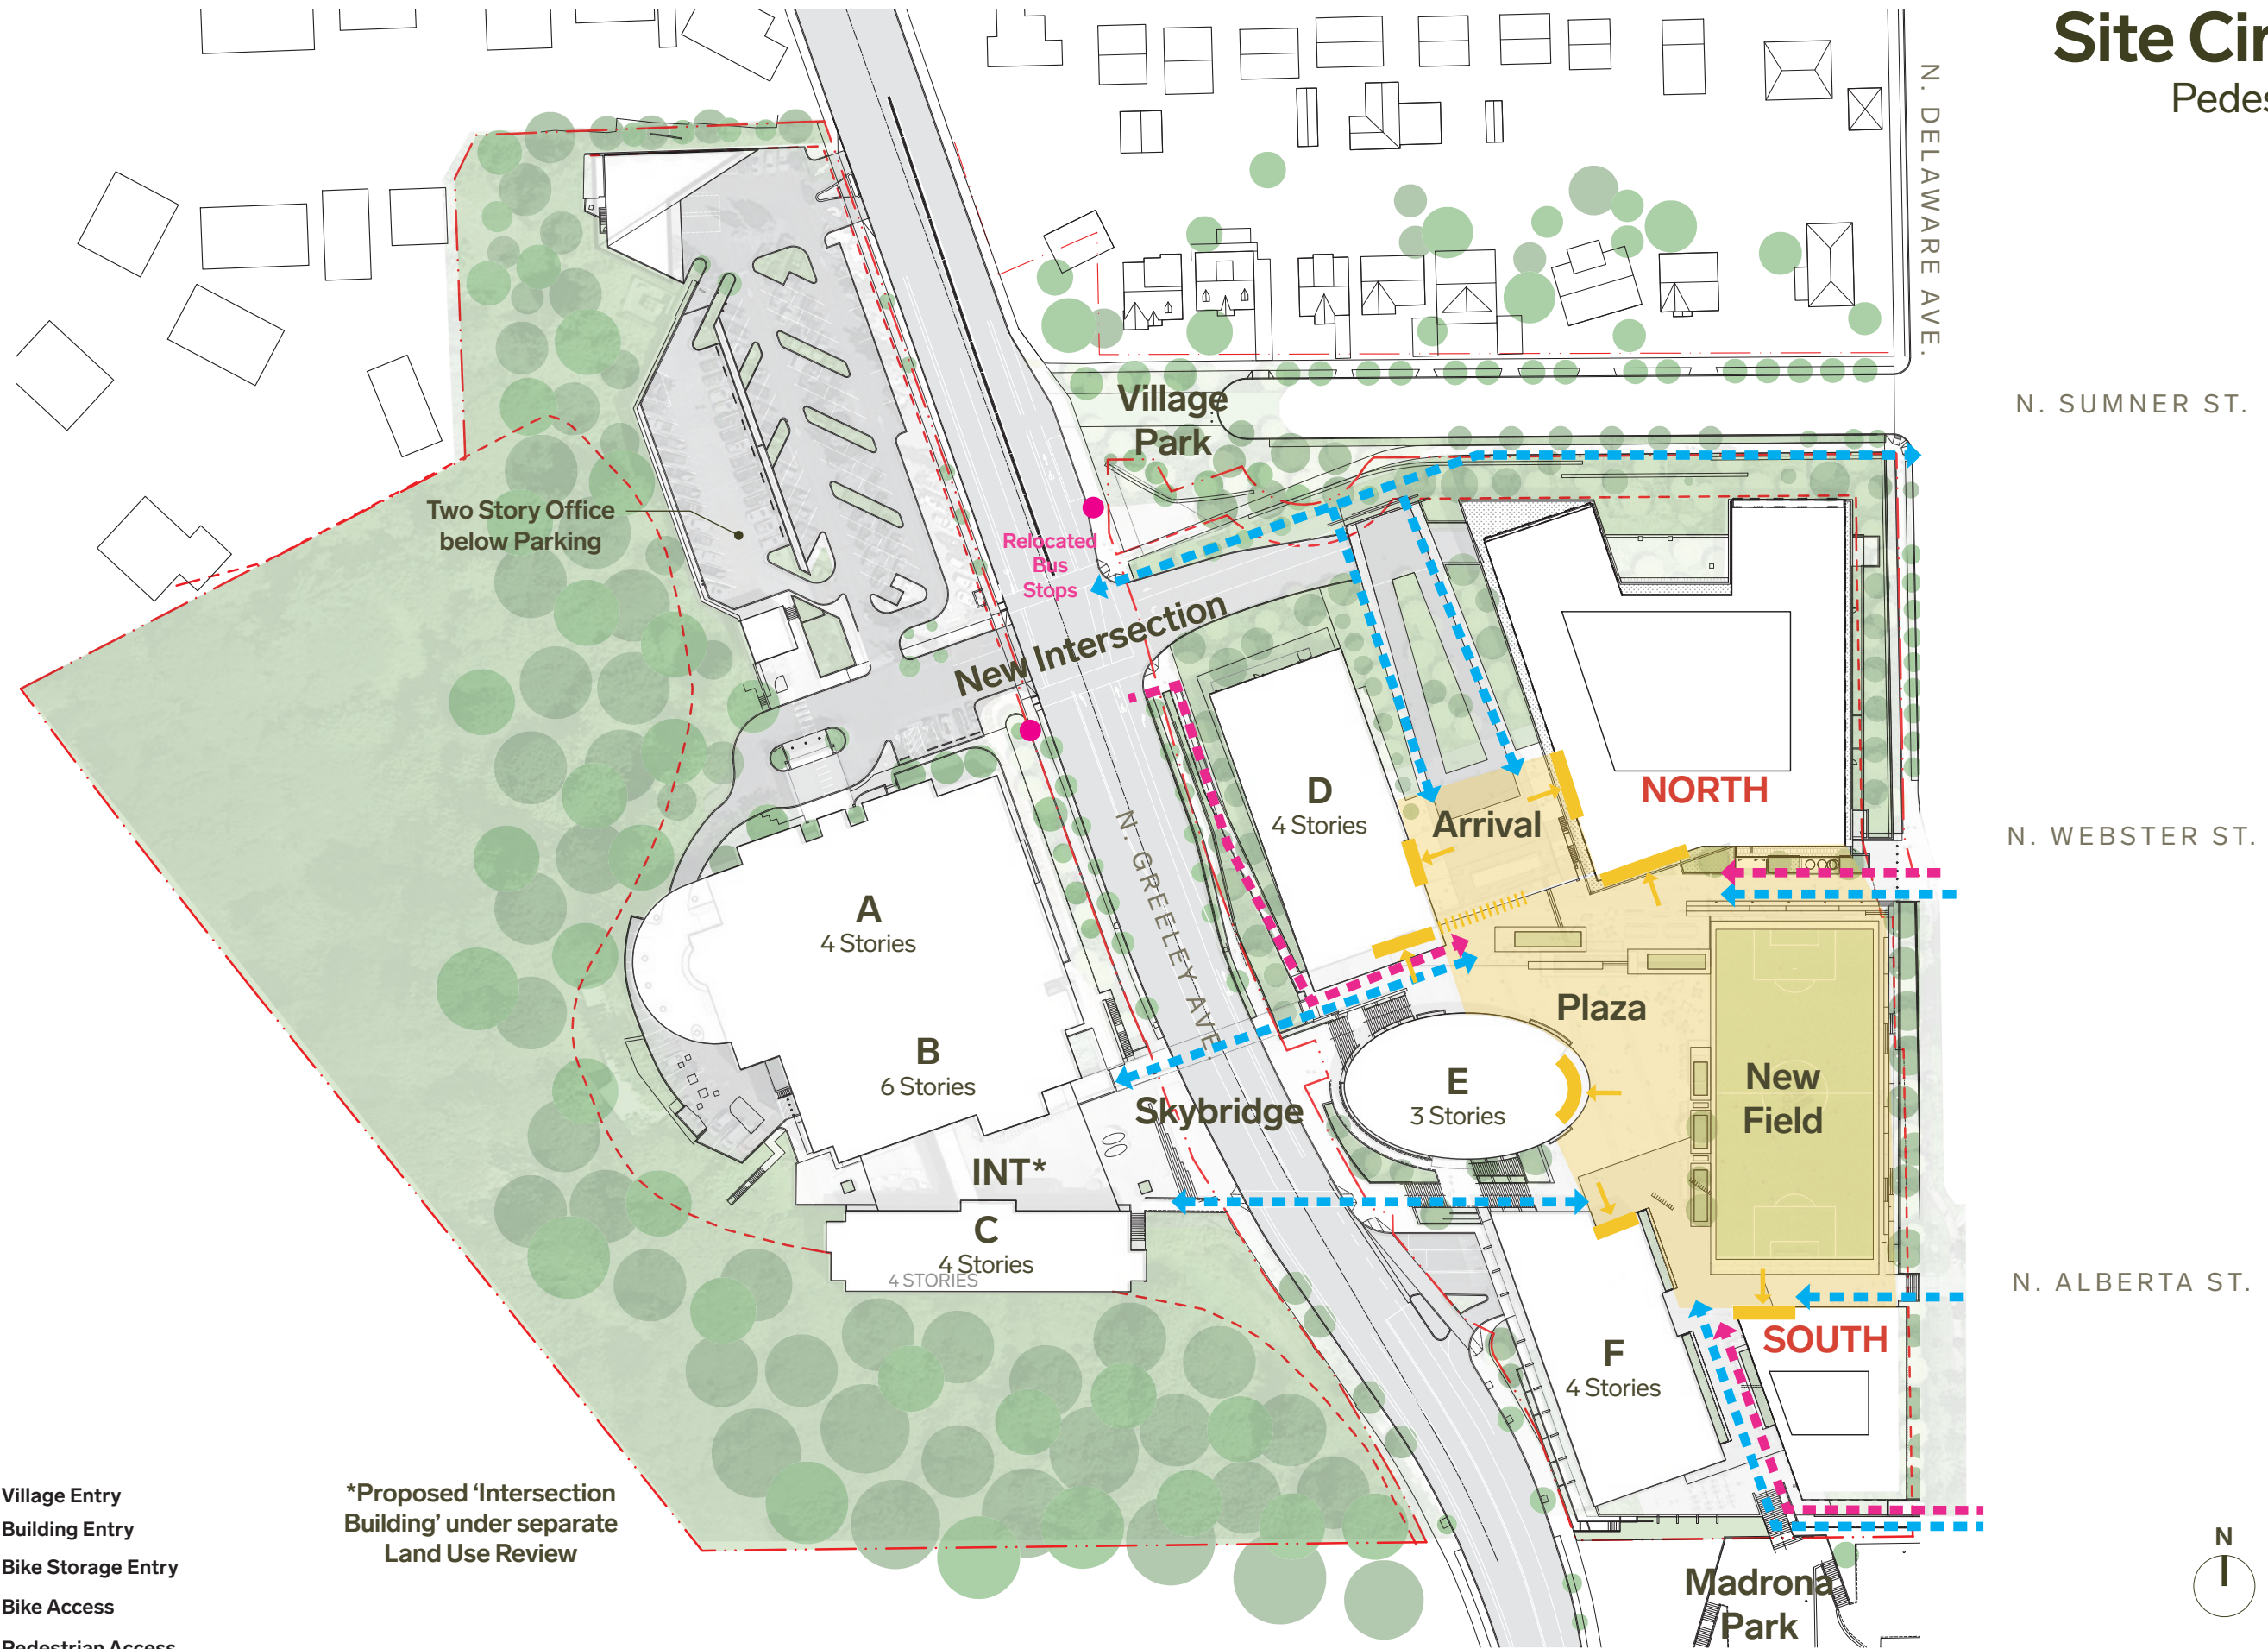 Site Cir
Pedes
N. DELAWARE AVE.
N. SUMNER ST.
Village
Park
Two Story Office
below Parking
Relocated
Bus
Stops
New Intersection
NORTH
D
4 Stories
Arrival
N. WEBSTER ST.
N. GREELEY AVE.
A
4 Stories
Plaza
B
6 Stories
E
3 Stories
New
Field
Skybridge
INT*
C
4 Stories
4 STORIES
N. ALBERTA ST.
SOUTH
F
4 Stories
Village Entry
Building Entry
Bike Storage Entry
Bike Access
Pedestrian Access
*Proposed ‘Intersection
Building’ under separate
Land Use Review
Madrona
Park
N